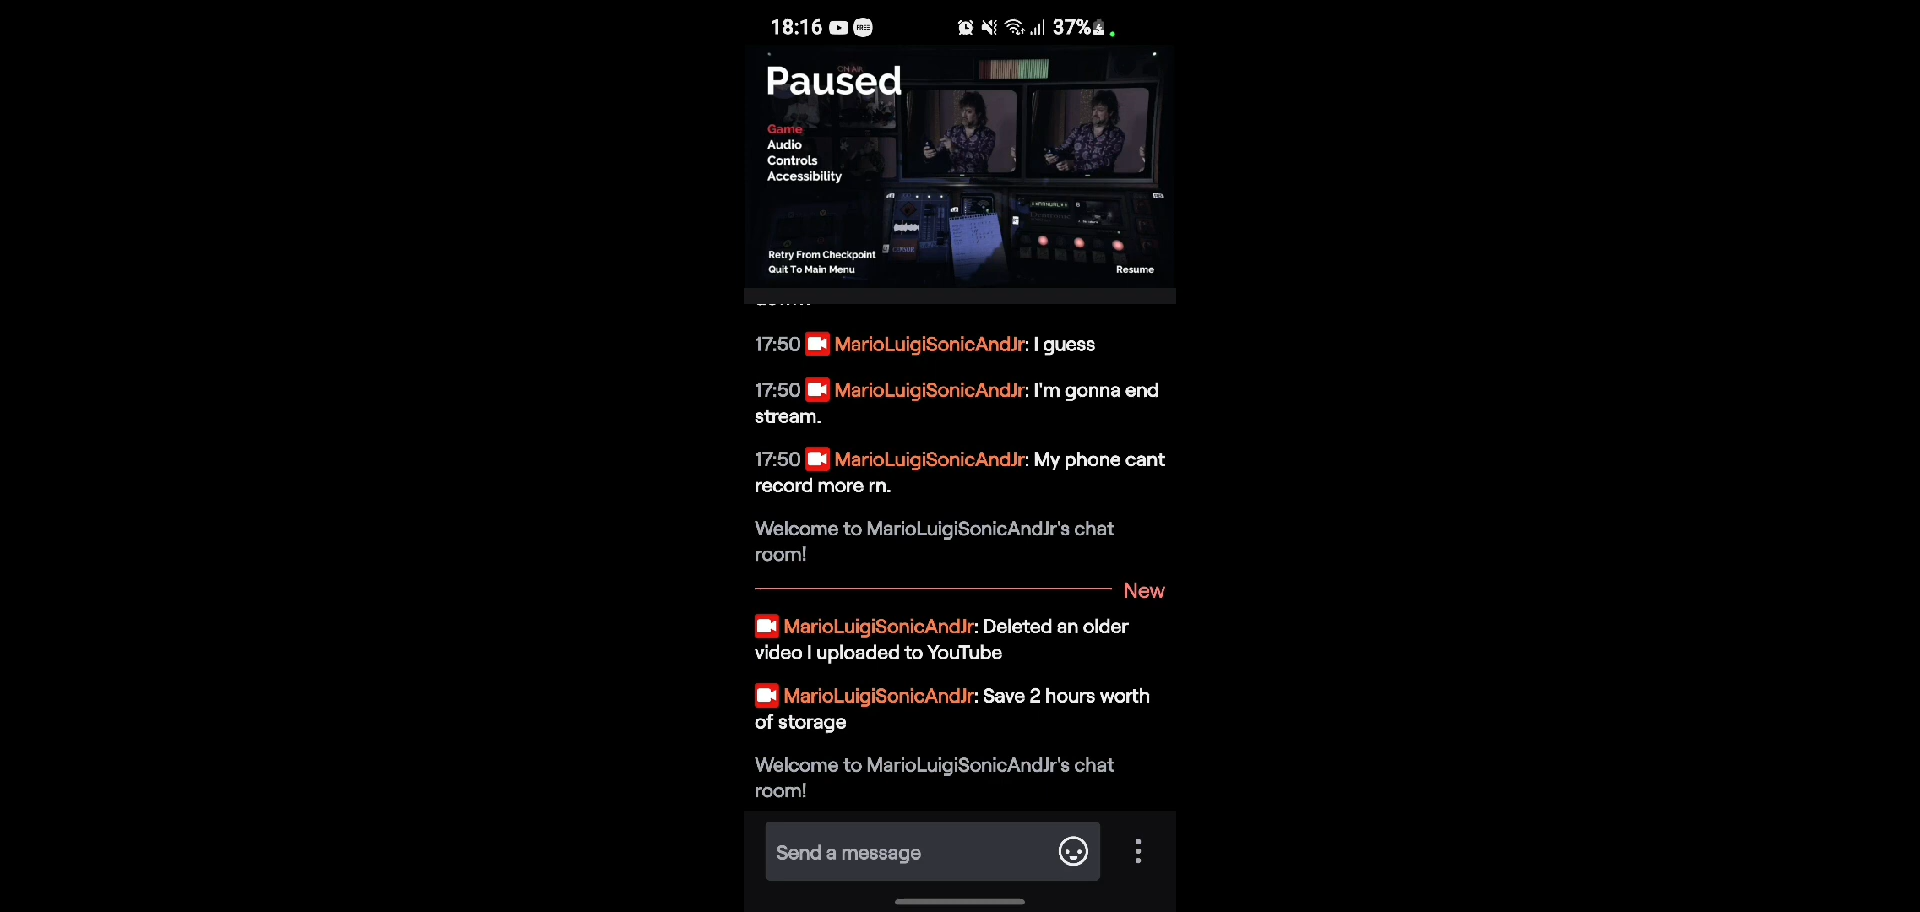 18:16
FREE
37%
ON AIR
Paused
Game
Audio
Controls
Accessibility
Retry From Checkpoint
Quit To Main Menu
Resume
17:50 MarioLuigiSonicAndJr: I guess
17:50 MarioLuigiSonicAndJr: I'm gonna end
stream.
17:50 MarioLuigiSonicAndJr: My phone cant
record more rn.
Welcome to MarioLuigiSonicAndJr's chat
room!
New
MarioLuigiSonicAndJr: Deleted an older
video I uploaded to YouTube
MarioLuigiSonicAndJr: Save 2 hours worth
of storage
Welcome to MarioLuigiSonicAndJr's chat
room!
Send a message